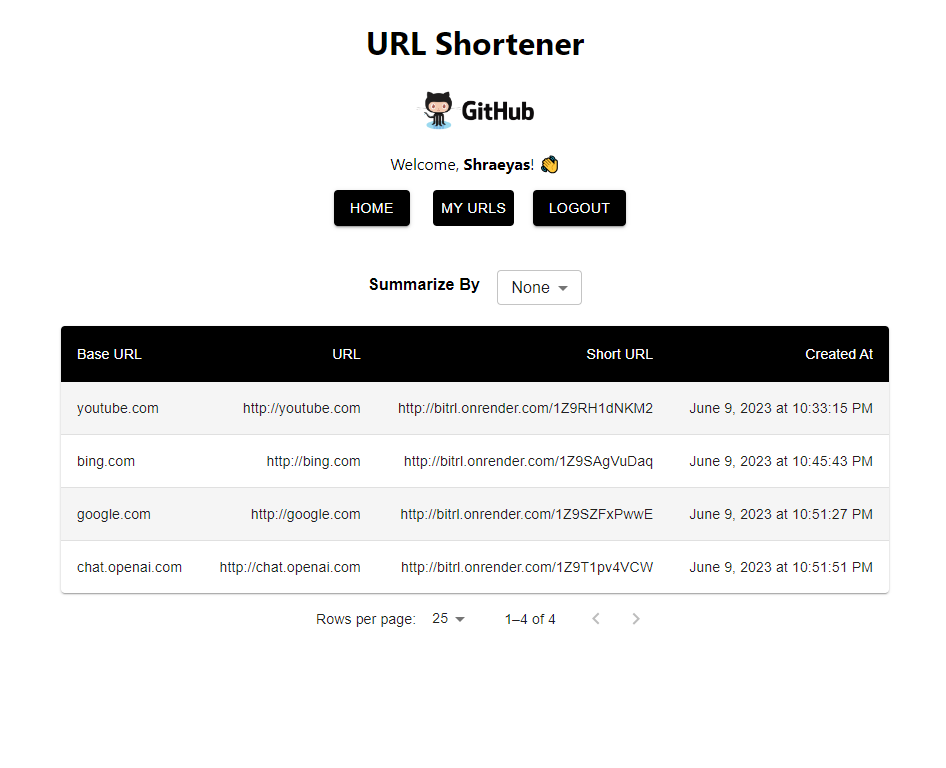 URL Shortener
GitHub
Welcome, Shraeyas! 👏
HOME MY URLS LOGOUT
Summarize By None
Base URL URL Short URL Created At
youtube.com http://youtube.com http://bitrl.onrender.com/1Z9RH1dNKM2 June 9, 2023 at 10:33:15 PM
bing.com http://bing.com http://bitrl.onrender.com/1Z9SAgVuDaq June 9, 2023 at 10:45:43 PM
google.com http://google.com http://bitrl.onrender.com/1Z9SZFxPwwE June 9, 2023 at 10:51:27 PM
chat.openai.com http://chat.openai.com http://bitrl.onrender.com/1Z9T1pv4VCW June 9, 2023 at 10:51:51 PM
Rows per page: 25 1–4 of 4